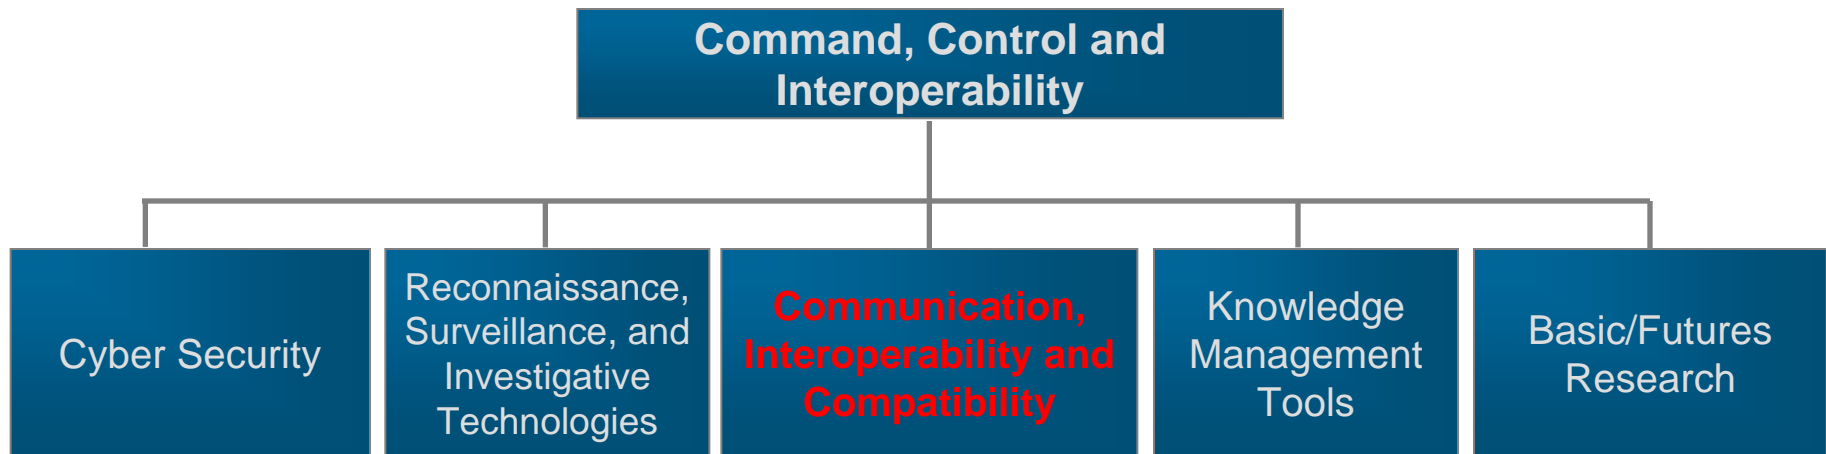 Command, Control and
Interoperability
Cyber Security
Reconnaissance,
Surveillance, and
Investigative
Technologies
Communication,
Interoperability and
Compatibility
Knowledge
Management
Tools
Basic/Futures
Research